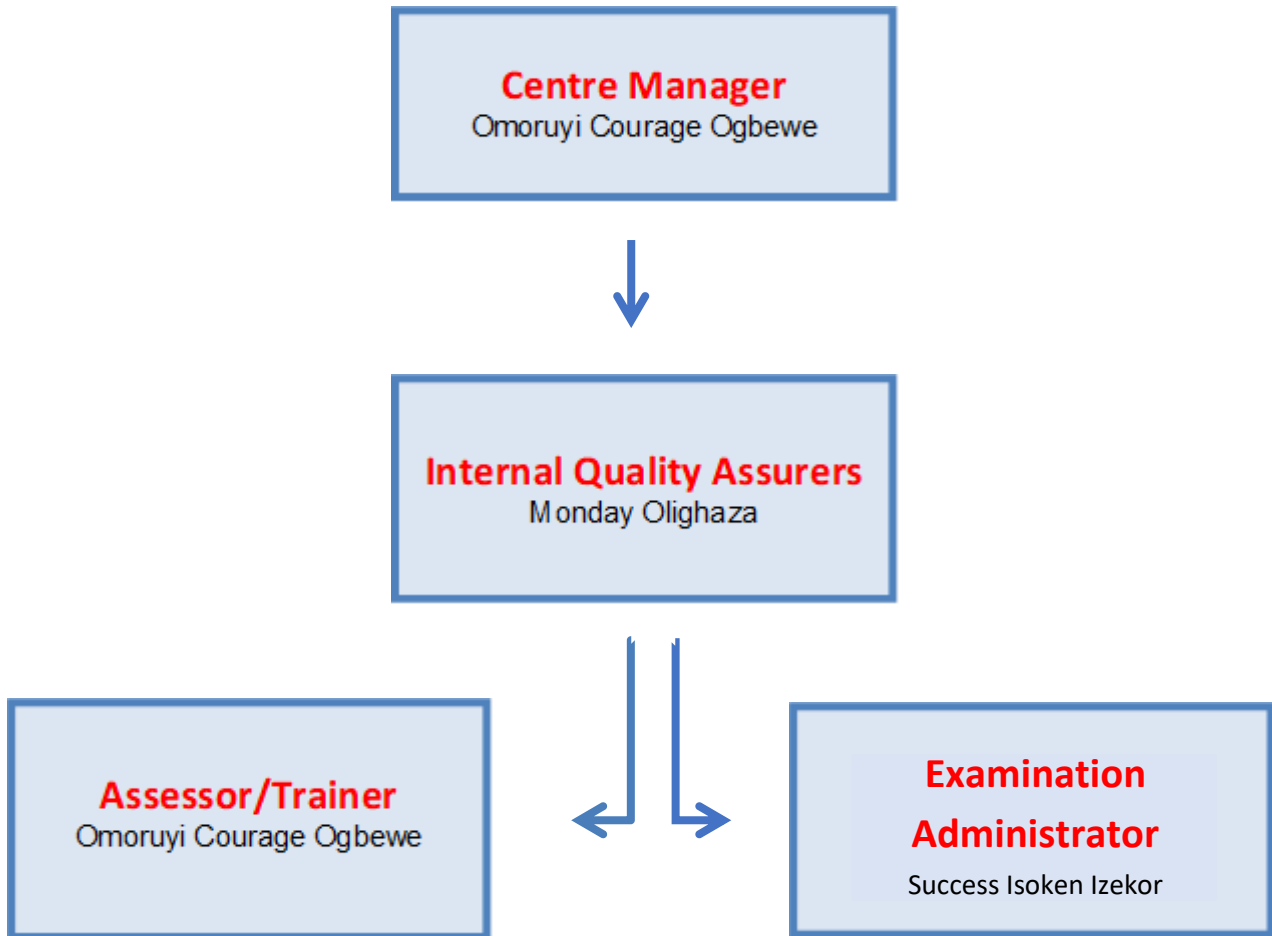 Centre Manager
Omoruyi Courage Ogbewe
Internal Quality Assurers
Monday Olighaza
Assessor/Trainer
Omoruyi Courage Ogbewe
Examination
Administrator
Success Isoken Izekor